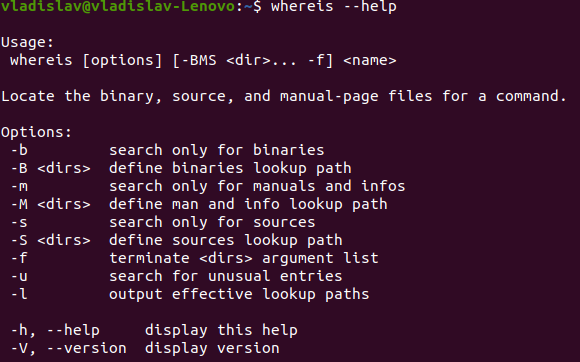 vladislav@vladislav-Lenovo:~$ whereis --help

Usage:
 whereis [options] [-BMS <dir>... -f] <name>

Locate the binary, source, and manual-page files for a command.

Options:
 -b         search only for binaries
 -B <dirs>  define binaries lookup path
 -m         search only for manuals and infos
 -M <dirs>  define man and info lookup path
 -s         search only for sources
 -S <dirs>  define sources lookup path
 -f         terminate <dirs> argument list
 -u         search for unusual entries
 -l         output effective lookup paths

 -h, --help     display this help
 -V, --version  display version